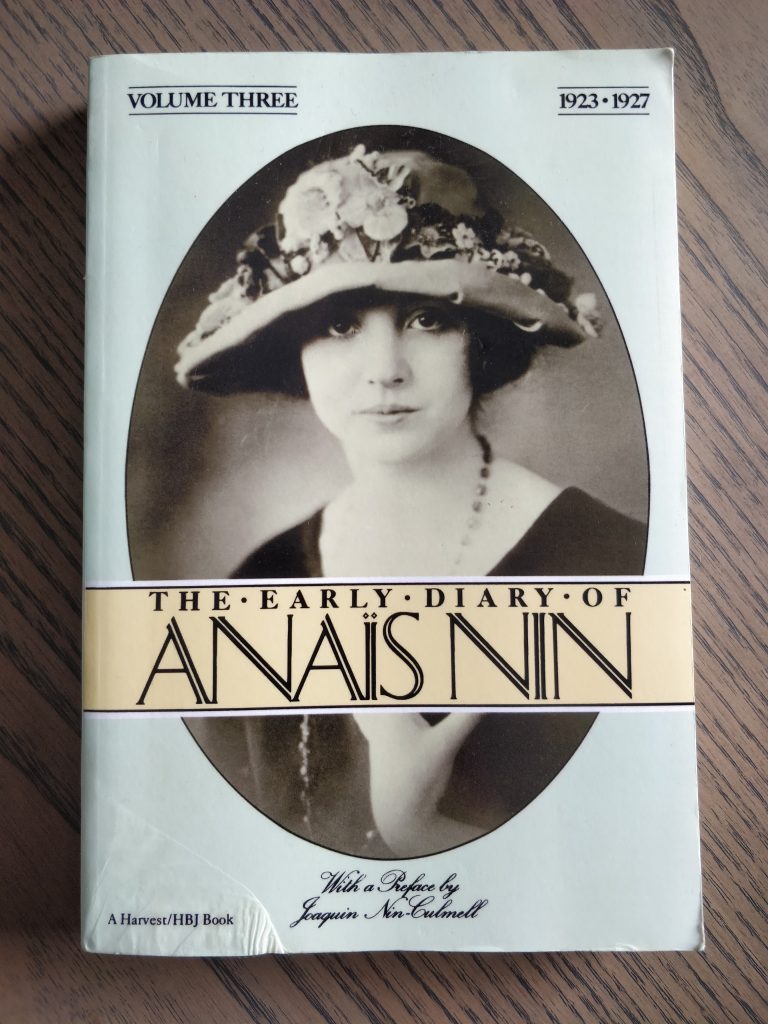 VOLUME THREE
1923•1927
THE•EARLY•DIARY•OF
ANAÏS NIN
With a Preface by
Joaquin Nin-Culmell
A Harvest/HBJ Book